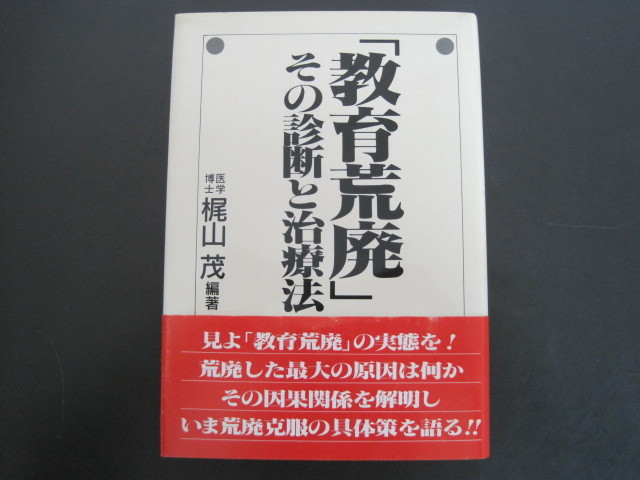 「教育荒廃」
その診断と治療法
医学
博士
梶山 茂 編著
見よ「教育荒廃」の実態を!
荒廃した最大の原因は何か
その因果関係を解明し
いま荒廃克服の具体策を語る!!